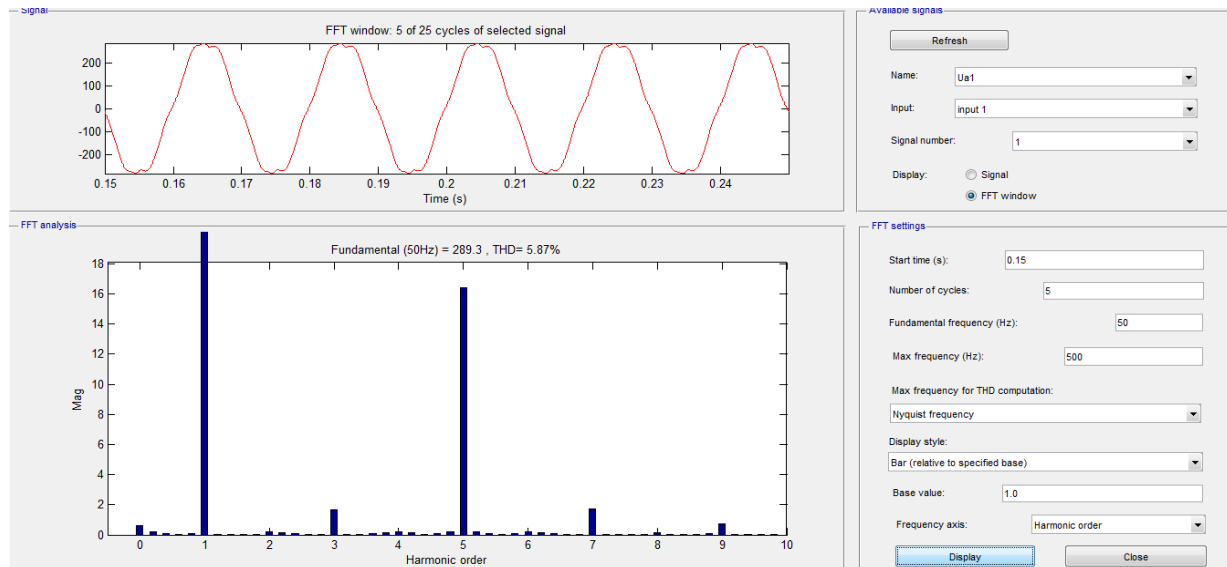 Signal
FFT window: 5 of 25 cycles of selected signal
200
100
0
-100
-200
0.15 0.16 0.17 0.18 0.19 0.2 0.21 0.22 0.23 0.24
Time (s)
FFT analysis
Fundamental (50Hz) = 289.3 , THD= 5.87%
18
16
14
12
10
8
6
4
2
0
Mag
0 1 2 3 4 5 6 7 8 9 10
Harmonic order
Available signals
Refresh
Name: Ua1
Input: input 1
Signal number: 1
Display: Signal
FFT window
FFT settings
Start time (s): 0.15
Number of cycles: 5
Fundamental frequency (Hz): 50
Max frequency (Hz): 500
Max frequency for THD computation:
Nyquist frequency
Display style:
Bar (relative to specified base)
Base value: 1.0
Frequency axis: Harmonic order
Display Close